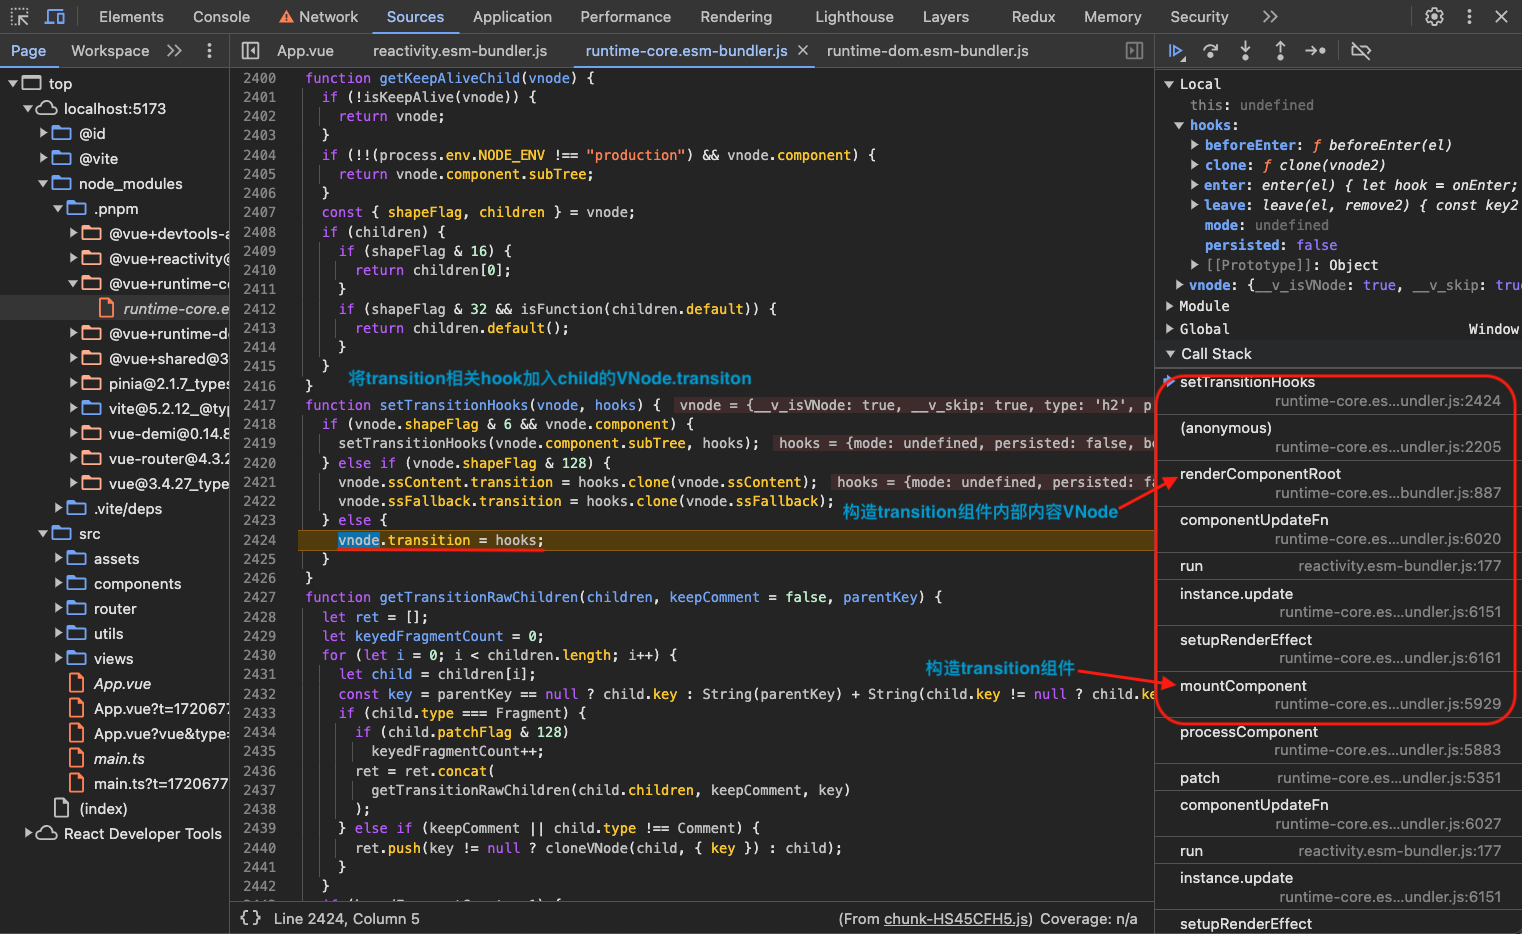 Elements Console Network Sources Application Performance Rendering Lighthouse Layers Redux Memory Security
Page Workspace
App.vue reactivity.esm-bundler.js runtime-core.esm-bundler.js runtime-dom.esm-bundler.js
top
localhost:5173
@id
@vite
node_modules
.pnpm
@vue+devtools-a
@vue+reactivity@
@vue+runtime-co
runtime-core.e
@vue+runtime-d
@vue+shared@3
pinia@2.1.7_types
vite@5.2.12_@typ
vue-demi@0.14.8
vue-router@4.3.2
vue@3.4.27_type
.vite/deps
src
assets
components
router
utils
views
App.vue
App.vue?t=172067
App.vue?vue&type=
main.ts
main.ts?t=1720677
(index)
React Developer Tools
2400 function getKeepAliveChild(vnode) {
2401 if (!isKeepAlive(vnode)) {
2402 return vnode;
2403 }
2404 if (!!(process.env.NODE_ENV !== "production") && vnode.component) {
2405 return vnode.component.subTree;
2406 }
2407 const { shapeFlag, children } = vnode;
2408 if (children) {
2409 if (shapeFlag & 16) {
2410 return children[0];
2411 }
2412 if (shapeFlag & 32 && isFunction(children.default)) {
2413 return children.default();
2414 }
2415 }
将transition相关hook加入child的VNode.transiton
2416 }
2417 function setTransitionHooks(vnode, hooks) { vnode = {__v_isVNode: true, __v_skip: true, type: 'h2', p
2418 if (vnode.shapeFlag & 6 && vnode.component) {
2419 setTransitionHooks(vnode.component.subTree, hooks); hooks = {mode: undefined, persisted: false, be
2420 } else if (vnode.shapeFlag & 128) {
2421 vnode.ssContent.transition = hooks.clone(vnode.ssContent); hooks = {mode: undefined, persisted: fa
2422 vnode.ssFallback.transition = hooks.clone(vnode.ssFallback);
构造transition组件内部内容VNode
2423 } else {
2424 vnode.transition = hooks;
2425 }
2426 }
2427 function getTransitionRawChildren(children, keepComment = false, parentKey) {
2428 let ret = [];
2429 let keyedFragmentCount = 0;
2430 for (let i = 0; i < children.length; i++) {
构造transition组件
2431 let child = children[i];
2432 const key = parentKey == null ? child.key : String(parentKey) + String(child.key != null ? child.ke
2433 if (child.type === Fragment) {
2434 if (child.patchFlag & 128)
2435 keyedFragmentCount++;
2436 ret = ret.concat(
2437 getTransitionRawChildren(child.children, keepComment, key)
2438 );
2439 } else if (keepComment || child.type !== Comment) {
2440 ret.push(key != null ? cloneVNode(child, { key }) : child);
2441 }
2442 }
{} Line 2424, Column 5 (From chunk-HS45CFH5.js) Coverage: n/a
Local
this: undefined
hooks:
beforeEnter: ƒ beforeEnter(el)
clone: ƒ clone(vnode2)
enter: enter(el) { let hook = onEnter;
leave: leave(el, remove2) { const key2
mode: undefined
persisted: false
[[Prototype]]: Object
vnode: {__v_isVNode: true, __v_skip: tru
Module
Global Window
Call Stack
setTransitionHooks
runtime-core.es…undler.js:2424
(anonymous)
runtime-core.es…undler.js:2205
renderComponentRoot
runtime-core.es…bundler.js:887
componentUpdateFn
runtime-core.es…undler.js:6020
run reactivity.esm-bundler.js:177
instance.update
runtime-core.es…undler.js:6151
setupRenderEffect
runtime-core.es…undler.js:6161
mountComponent
runtime-core.es…undler.js:5929
processComponent
runtime-core.es…undler.js:5883
patch runtime-core.es…undler.js:5351
componentUpdateFn
runtime-core.es…undler.js:6027
run reactivity.esm-bundler.js:177
instance.update
runtime-core.es…undler.js:6151
setupRenderEffect